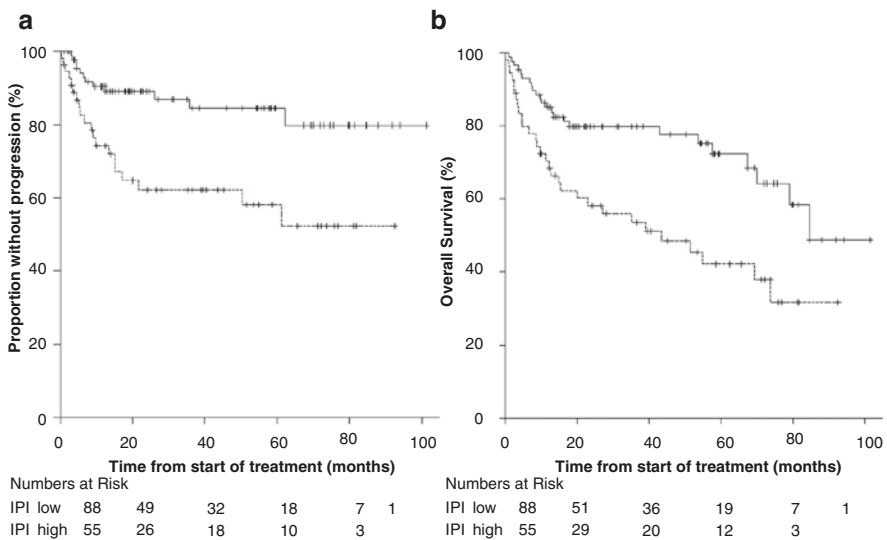 a
Proportion without progression (%)
100
80
60
40
20
0
0 20 40 60 80 100
Time from start of treatment (months)
Numbers at Risk
IPI low 88 49 32 18 7 1
IPI high 55 26 18 10 3
b
Overall Survival (%)
100
80
60
40
20
0
0 20 40 60 80 100
Time from start of treatment (months)
Numbers at Risk
IPI low 88 51 36 19 7 1
IPI high 55 29 20 12 3